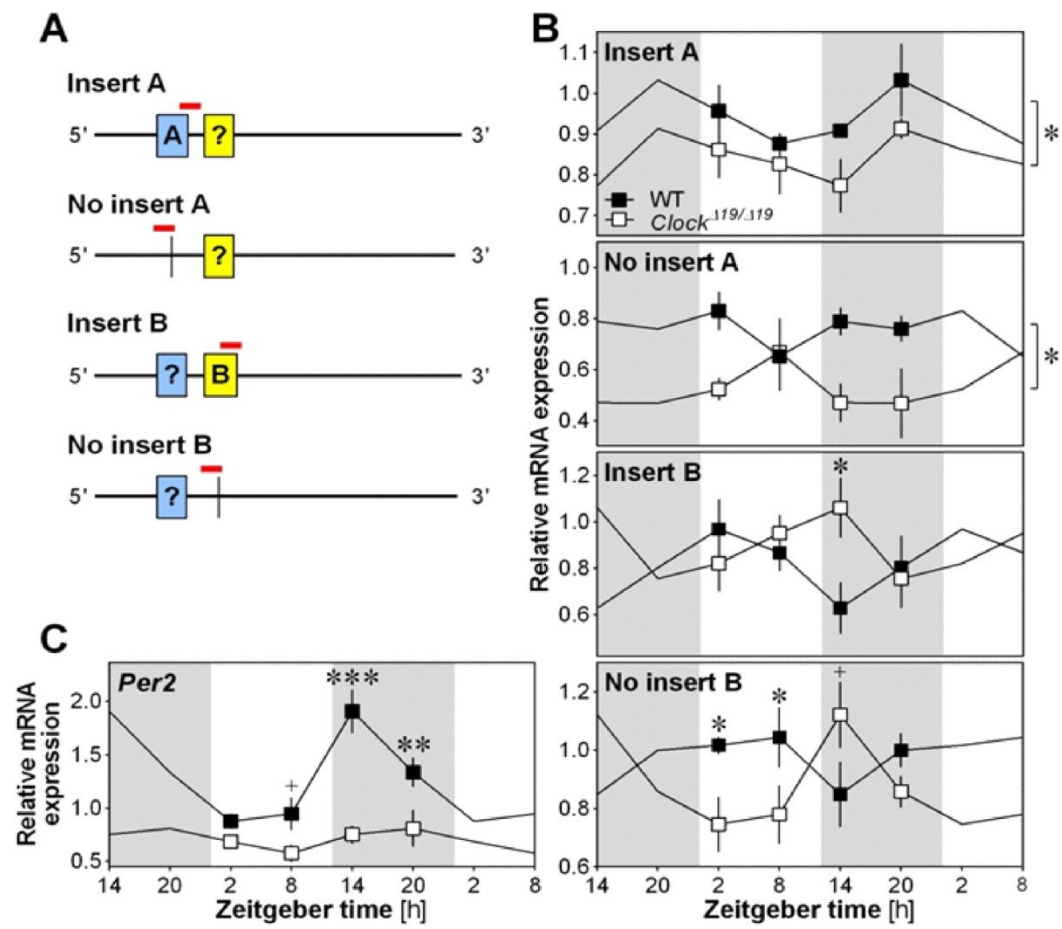 A
Insert A
5' A ? 3'
No insert A
5' ? 3'
Insert B
5' ? B 3'
No insert B
5' ? 3'
B
Relative mRNA expression
Insert A
1.1
1.0
0.9
0.8
0.7
*
WT
Clock Δ19/Δ19
No insert A
1.0
0.8
0.6
0.4
*
Insert B
1.2
1.0
0.8
0.6
*
No insert B
1.2
1.0
0.8
0.6
* * +
14 20 2 8 14 20 2 8
Zeitgeber time [h]
C
Relative mRNA
expression
Per2
2.0
1.5
1.0
0.5
+ *** **
14 20 2 8 14 20 2 8
Zeitgeber time [h]